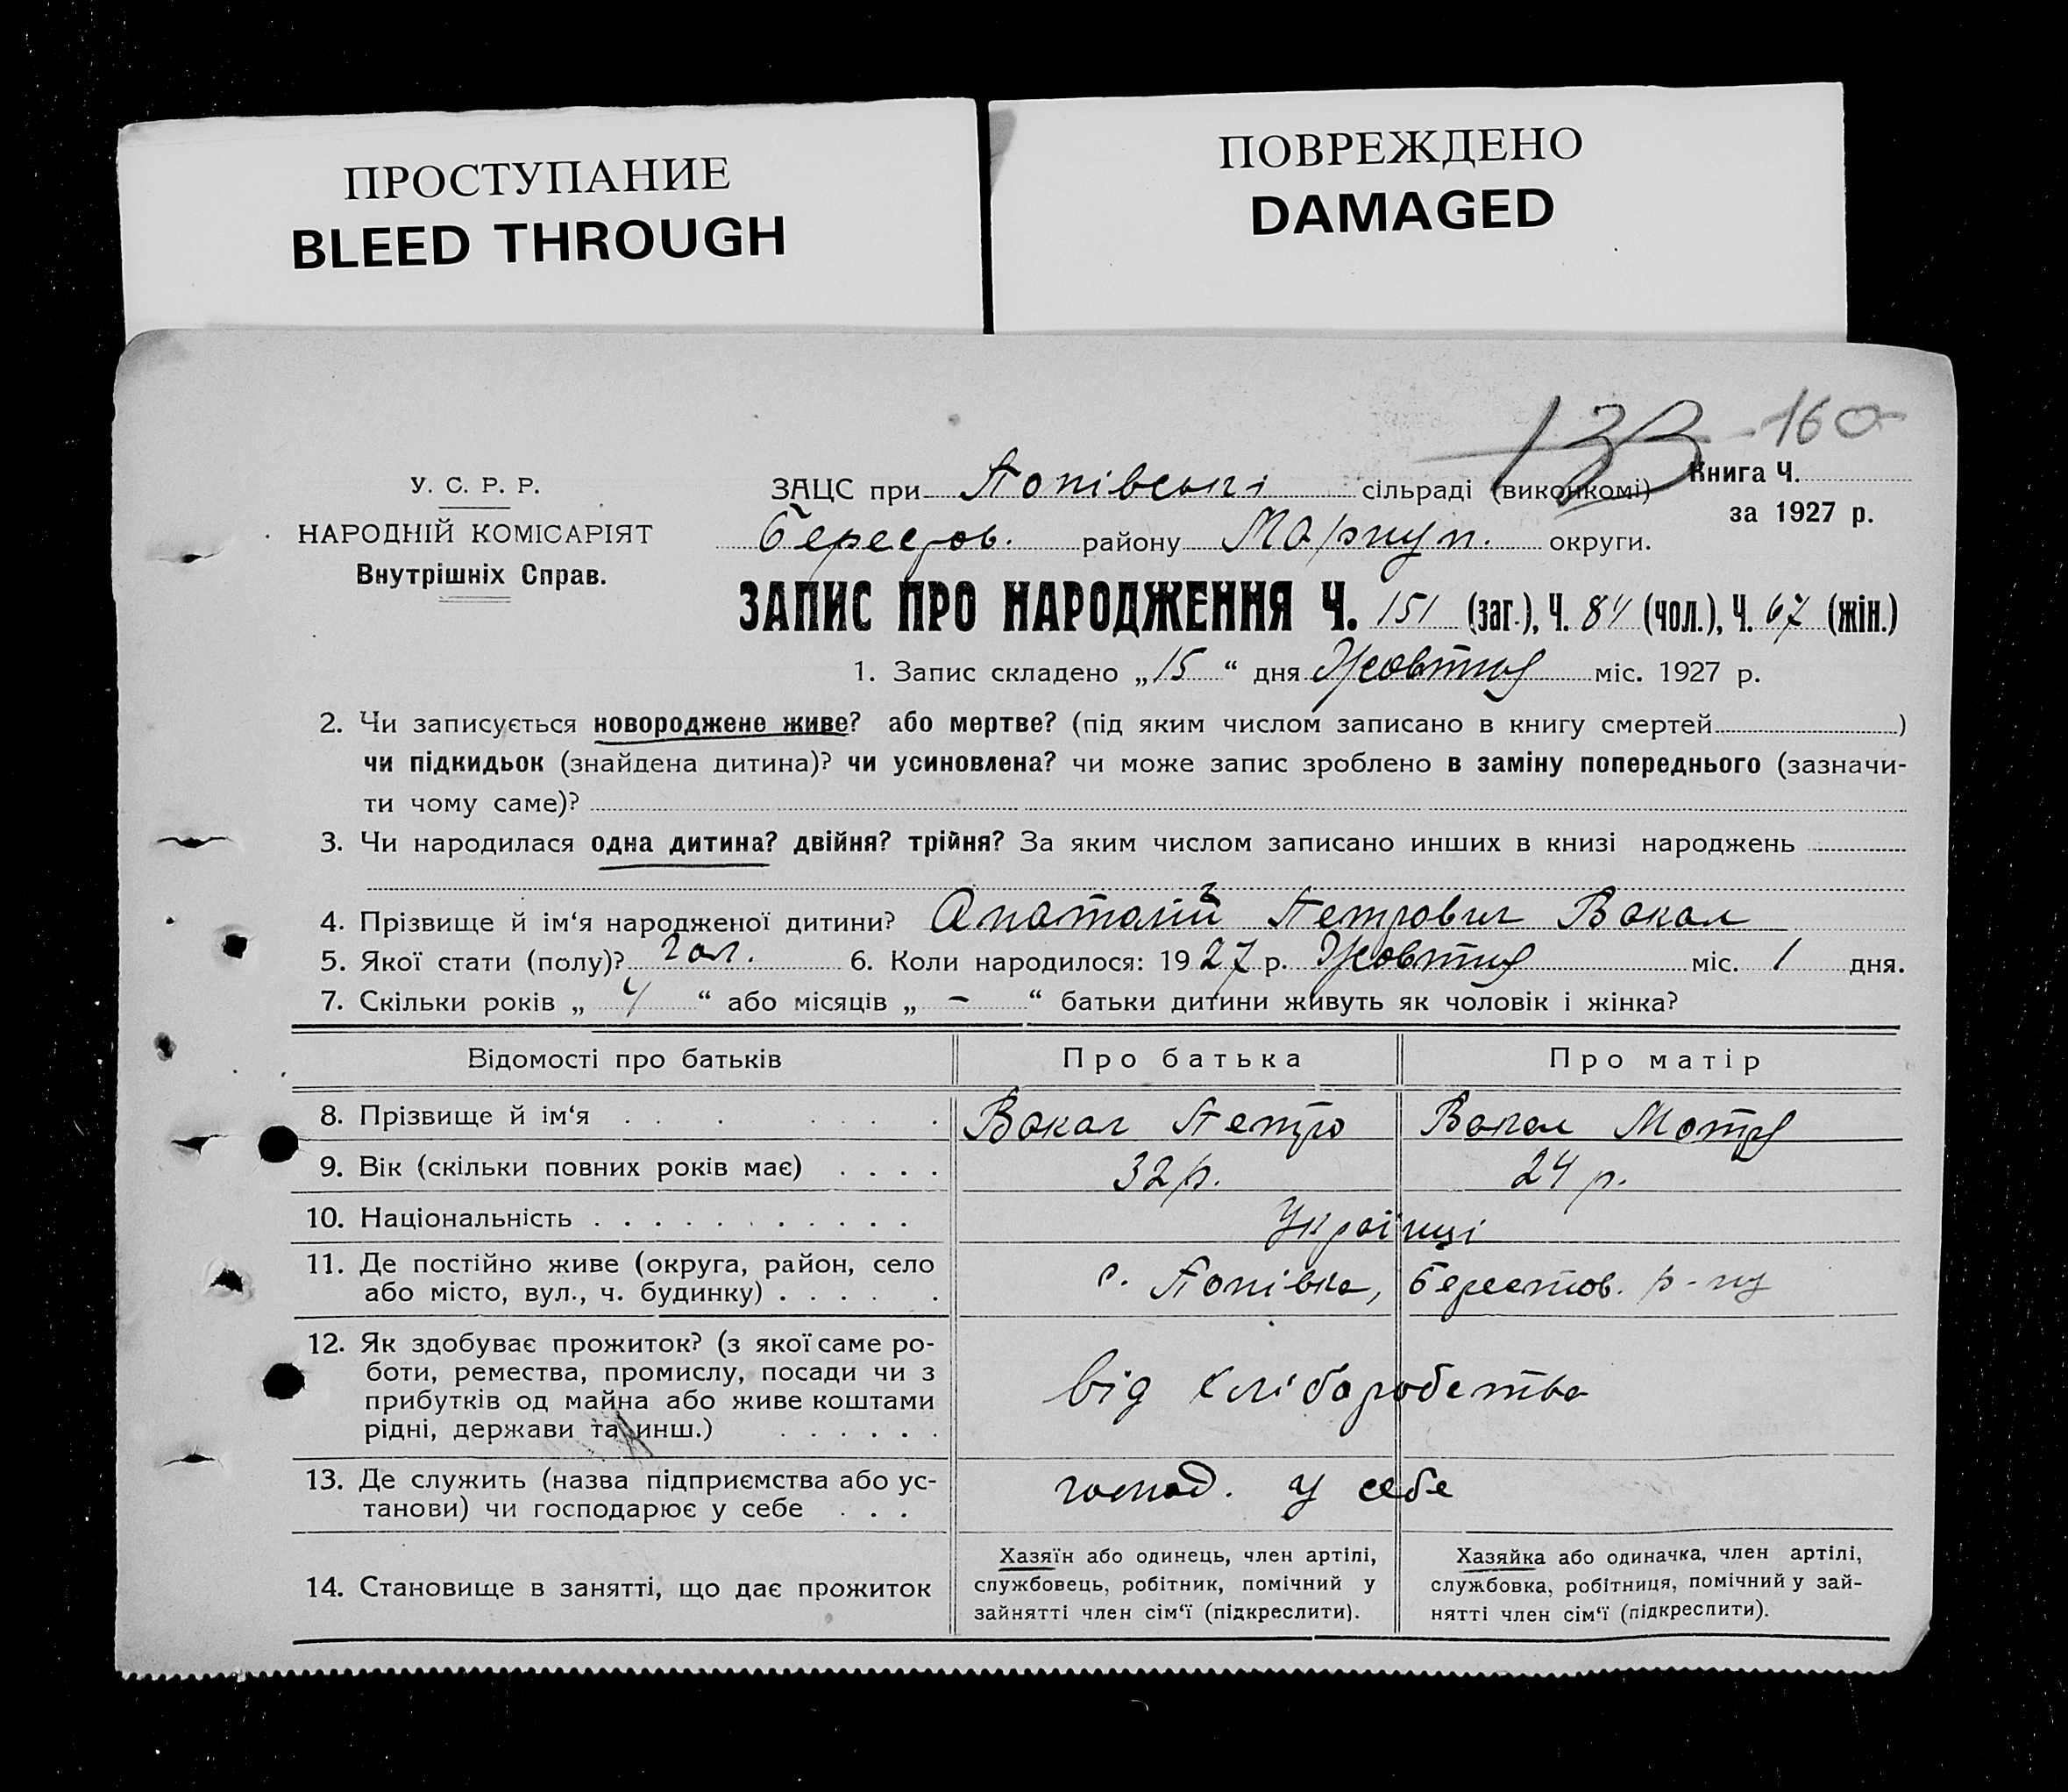 ПРОСТУПАНИЕ
BLEED THROUGH
ПОВРЕЖДЕНО
DAMAGED
133 - 160
У. С. Р. Р.
НАРОДНІЙ КОМІСАРІЯТ
Внутрішніх Справ.
Книга Ч.
за 1927 р.
ЗАЦС при Попівські сільраді (виконкомі)
Берестов. району Маріуп. округи.
ЗАПИС ПРО НАРОДЖЕННЯ Ч. 151 (заг.), Ч. 84 (чол.), Ч. 67 (жін.)
1. Запис складено „15“ дня Жовтня міс. 1927 р.
2. Чи записується новороджене живе? або мертве? (під яким числом записано в книгу смертей)
чи підкидьок (знайдена дитина)? чи усиновлена? чи може запис зроблено в заміну попереднього (зазначи-
ти чому саме)?
3. Чи народилася одна дитина? двійня? трійня? За яким числом записано инших в книзі народжень
4. Прізвище й ім‘я народженої дитини? Анатолій Петрович Вакал
5. Якої стати (полу)? чол. 6. Коли народилося: 1927 р. Жовтня міс. 1 дня.
7. Скільки років „ 4 “ або місяців „ – “ батьки дитини живуть як чоловік і жінка?
Відомості про батьків Про батька Про матір
8. Прізвище й ім‘я Вакал Петро Вакал Мотря
9. Вік (скільки повних років має) 32 р. 24 р.
10. Національність Українці
11. Де постійно живе (округа, район, село
або місто, вул., ч. будинку) с. Попівка, Берестов. р-ну
12. Як здобуває прожиток? (з якої саме ро-
боти, ремества, промислу, посади чи з
прибутків од майна або живе коштами
рідні, держави та инш.)
від хліборобства
13. Де служить (назва підприємства або ус-
танови) чи господарює у себе
господ. у себе
14. Становище в занятті, що дає прожиток
Хазяїн або одинець, член артілі,
службовець, робітник, помічний у
зайнятті член сім‘ї (підкреслити).
Хазяйка або одиначка, член артілі,
службовка, робітниця, помічний у зай-
нятті член сім‘ї (підкреслити).